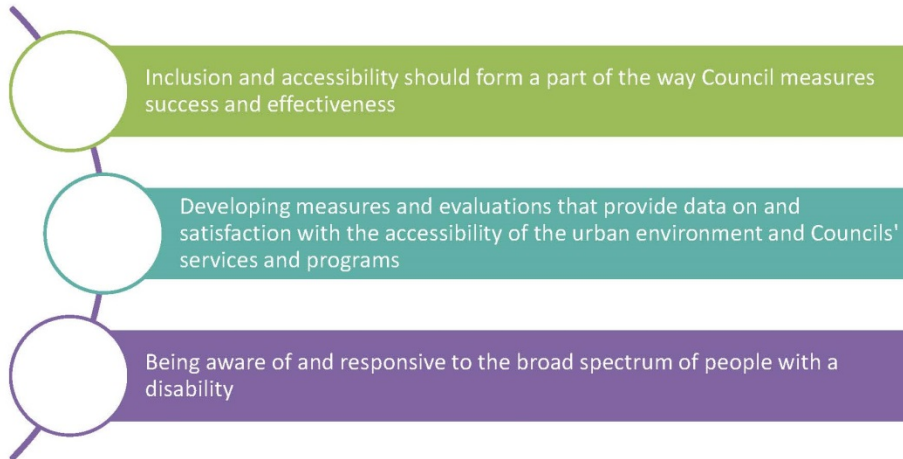 Inclusion and accessibility should form a part of the way Council measures
success and effectiveness
Developing measures and evaluations that provide data on and
satisfaction with the accessibility of the urban environment and Councils'
services and programs
Being aware of and responsive to the broad spectrum of people with a
disability